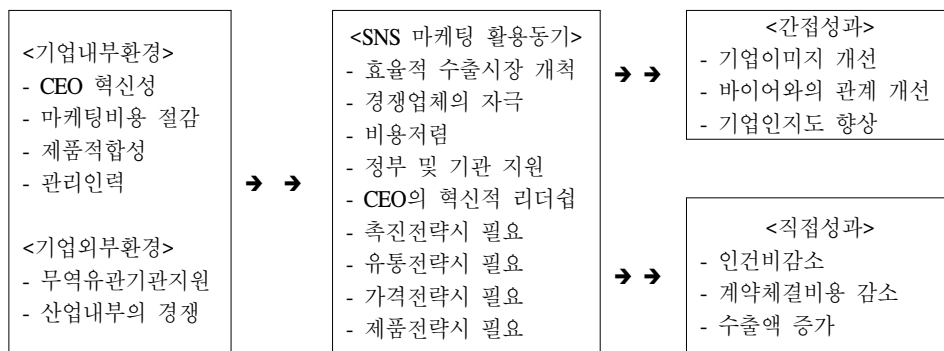 <기업내부환경>
- CEO 혁신성
- 마케팅비용 절감
- 제품적합성
- 관리인력
<기업외부환경>
- 무역유관기관지원
- 산업내부의 경쟁
➔ ➔
<SNS 마케팅 활용동기>
- 효율적 수출시장 개척
- 경쟁업체의 자극
- 비용저렴
- 정부 및 기관 지원
- CEO의 혁신적 리더쉽
- 촉진전략시 필요
- 유통전략시 필요
- 가격전략시 필요
- 제품전략시 필요
➔ ➔
<간접성과>
- 기업이미지 개선
- 바이어와의 관계 개선
- 기업인지도 향상
➔ ➔
<직접성과>
- 인건비감소
- 계약체결비용 감소
- 수출액 증가